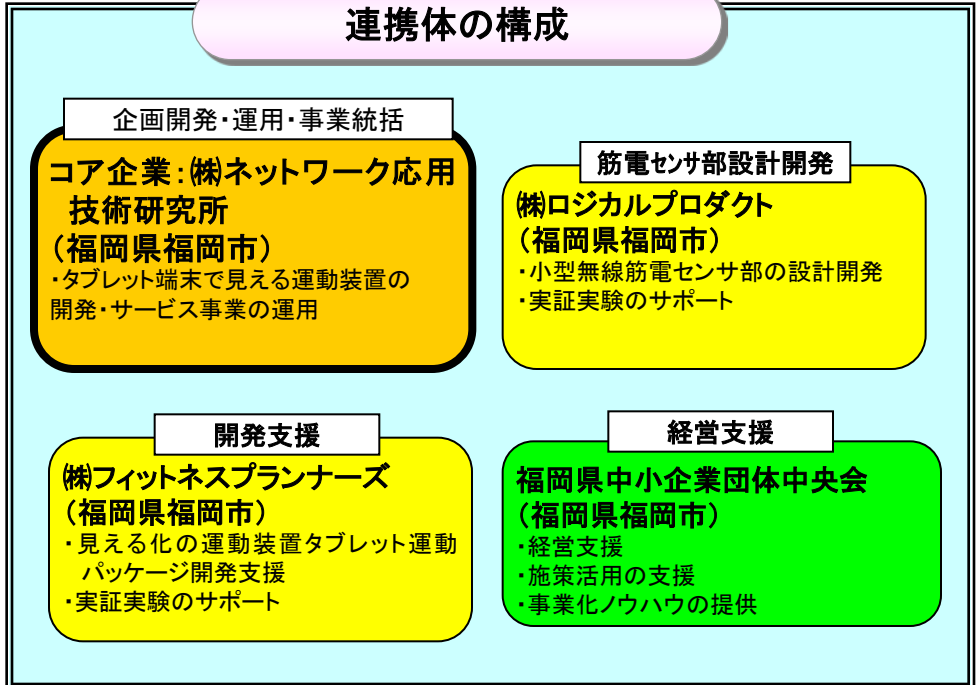 連携体の構成
企画開発・運用・事業統括
コア企業：㈱ネットワーク応用
技術研究所
（福岡県福岡市）
・タブレット端末で見える運動装置の
開発・サービス事業の運用
筋電センサ部設計開発
㈱ロジカルプロダクト
（福岡県福岡市）
・小型無線筋電センサ部の設計開発
・実証実験のサポート
開発支援
㈱フィットネスプランナーズ
（福岡県福岡市）
・見える化の運動装置タブレット運動
パッケージ開発支援
・実証実験のサポート
経営支援
福岡県中小企業団体中央会
（福岡県福岡市）
・経営支援
・施策活用の支援
・事業化ノウハウの提供